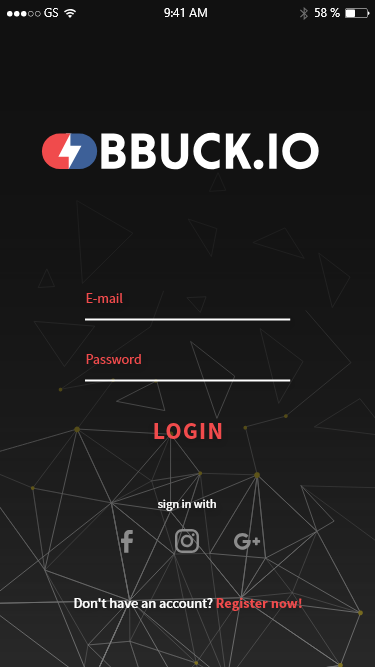 GS 9:41 AM 58 %
BBUCK.IO
E-mail
Password
LOGIN
sign in with
f G+
Don't have an account? Register now!